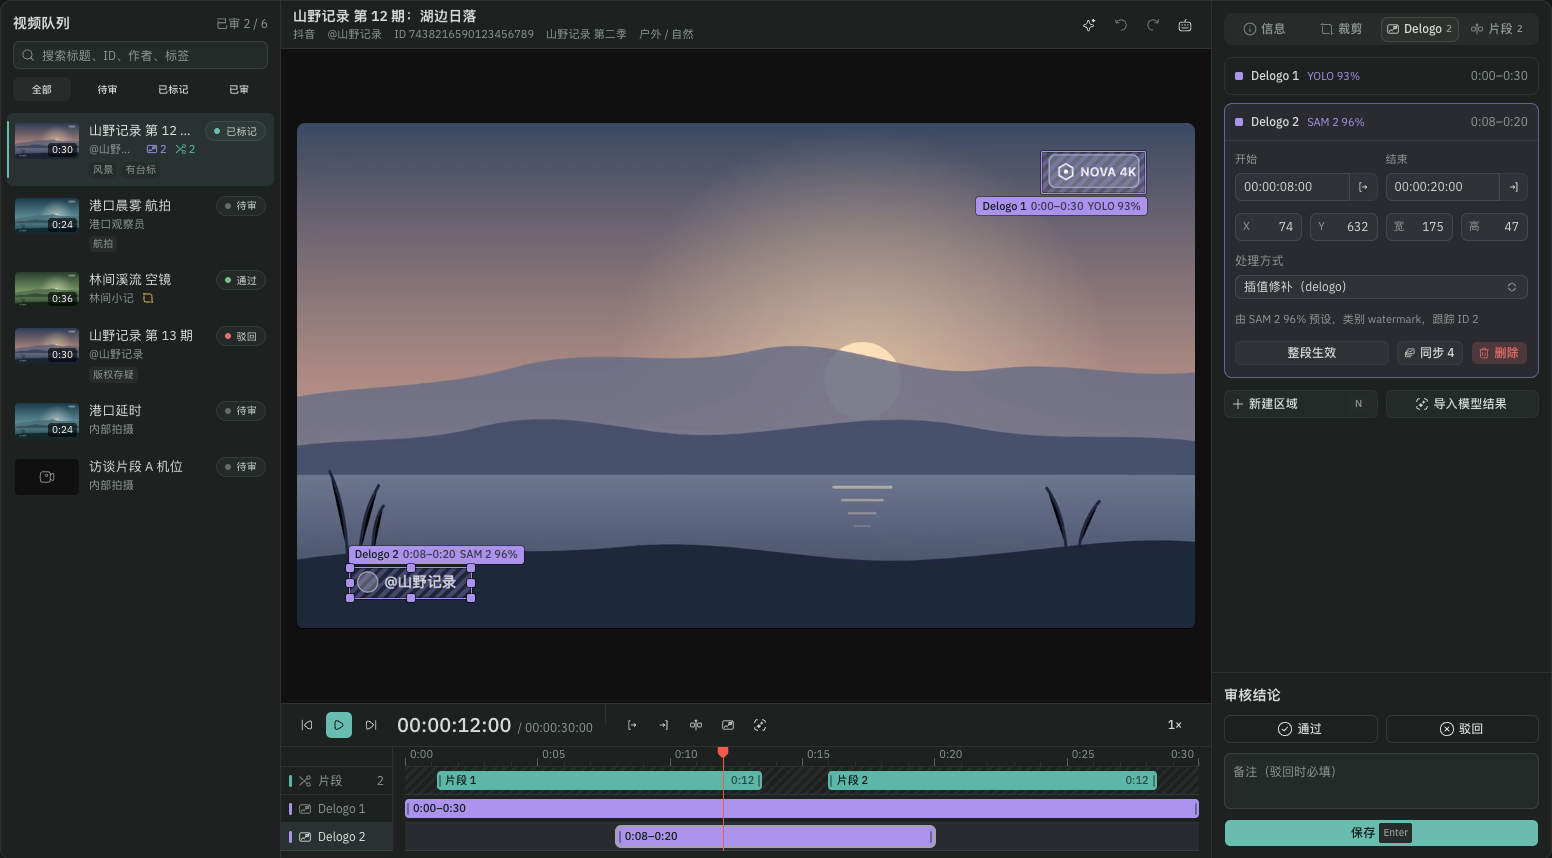 视频队列
已审 2 / 6
搜索标题、ID、作者、标签
全部
待审
已标记
已审
山野记录 第 12 ...
已标记
@山野...
2
2
0:30
风景
有台标
港口晨雾 航拍
待审
港口观察员
0:24
航拍
林间溪流 空镜
通过
林间小记
0:36
山野记录 第 13 期
驳回
@山野记录
0:30
版权存疑
港口延时
待审
内部拍摄
0:24
访谈片段 A 机位
待审
内部拍摄
山野记录 第 12 期：湖边日落
抖音 @山野记录 ID 7438216590123456789 山野记录 第二季 户外 / 自然
NOVA 4K
Delogo 1 0:00–0:30 YOLO 93%
Delogo 2 0:08–0:20 SAM 2 96%
@山野记录
00:00:12:00 / 00:00:30:00
1×
0:00
0:05
0:10
0:15
0:20
0:25
0:30
片段
2
片段 1
0:12
片段 2
0:12
Delogo 1
0:00–0:30
Delogo 2
0:08–0:20
信息
裁剪
Delogo 2
片段 2
Delogo 1 YOLO 93%
0:00–0:30
Delogo 2 SAM 2 96%
0:08–0:20
开始
结束
00:00:08:00
00:00:20:00
X 74
Y 632
宽 175
高 47
处理方式
插值修补（delogo）
由 SAM 2 96% 预设，类别 watermark，跟踪 ID 2
整段生效
同步 4
删除
新建区域 N
导入模型结果
审核结论
通过
驳回
备注（驳回时必填）
保存 Enter